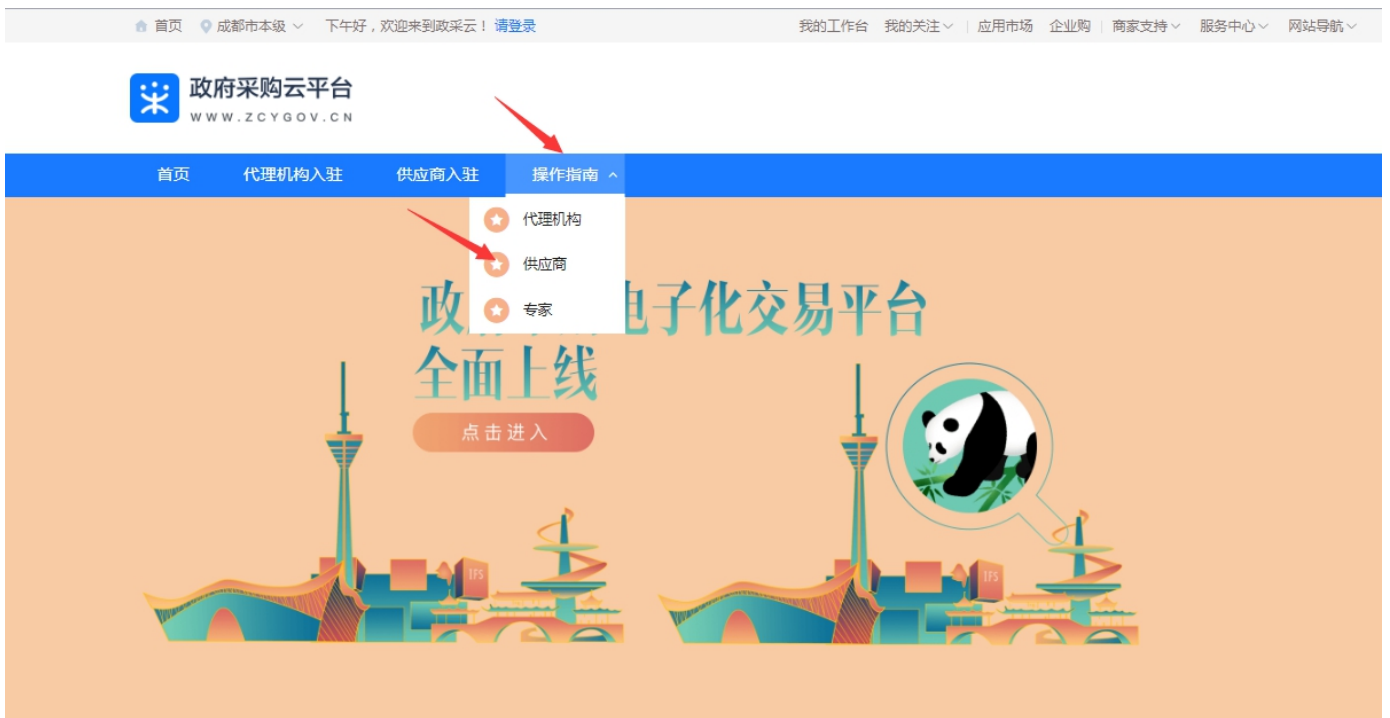 首页 成都市本级 下午好，欢迎来到政采云！请登录 我的工作台 我的关注 应用市场 企业购 商家支持 服务中心 网站导航
政府采购云平台
WWW.ZCYGOV.CN
首页 代理机构入驻 供应商入驻 操作指南
代理机构
供应商
专家
政 电子化交易平台
全面上线
点击进入
IFS IFS